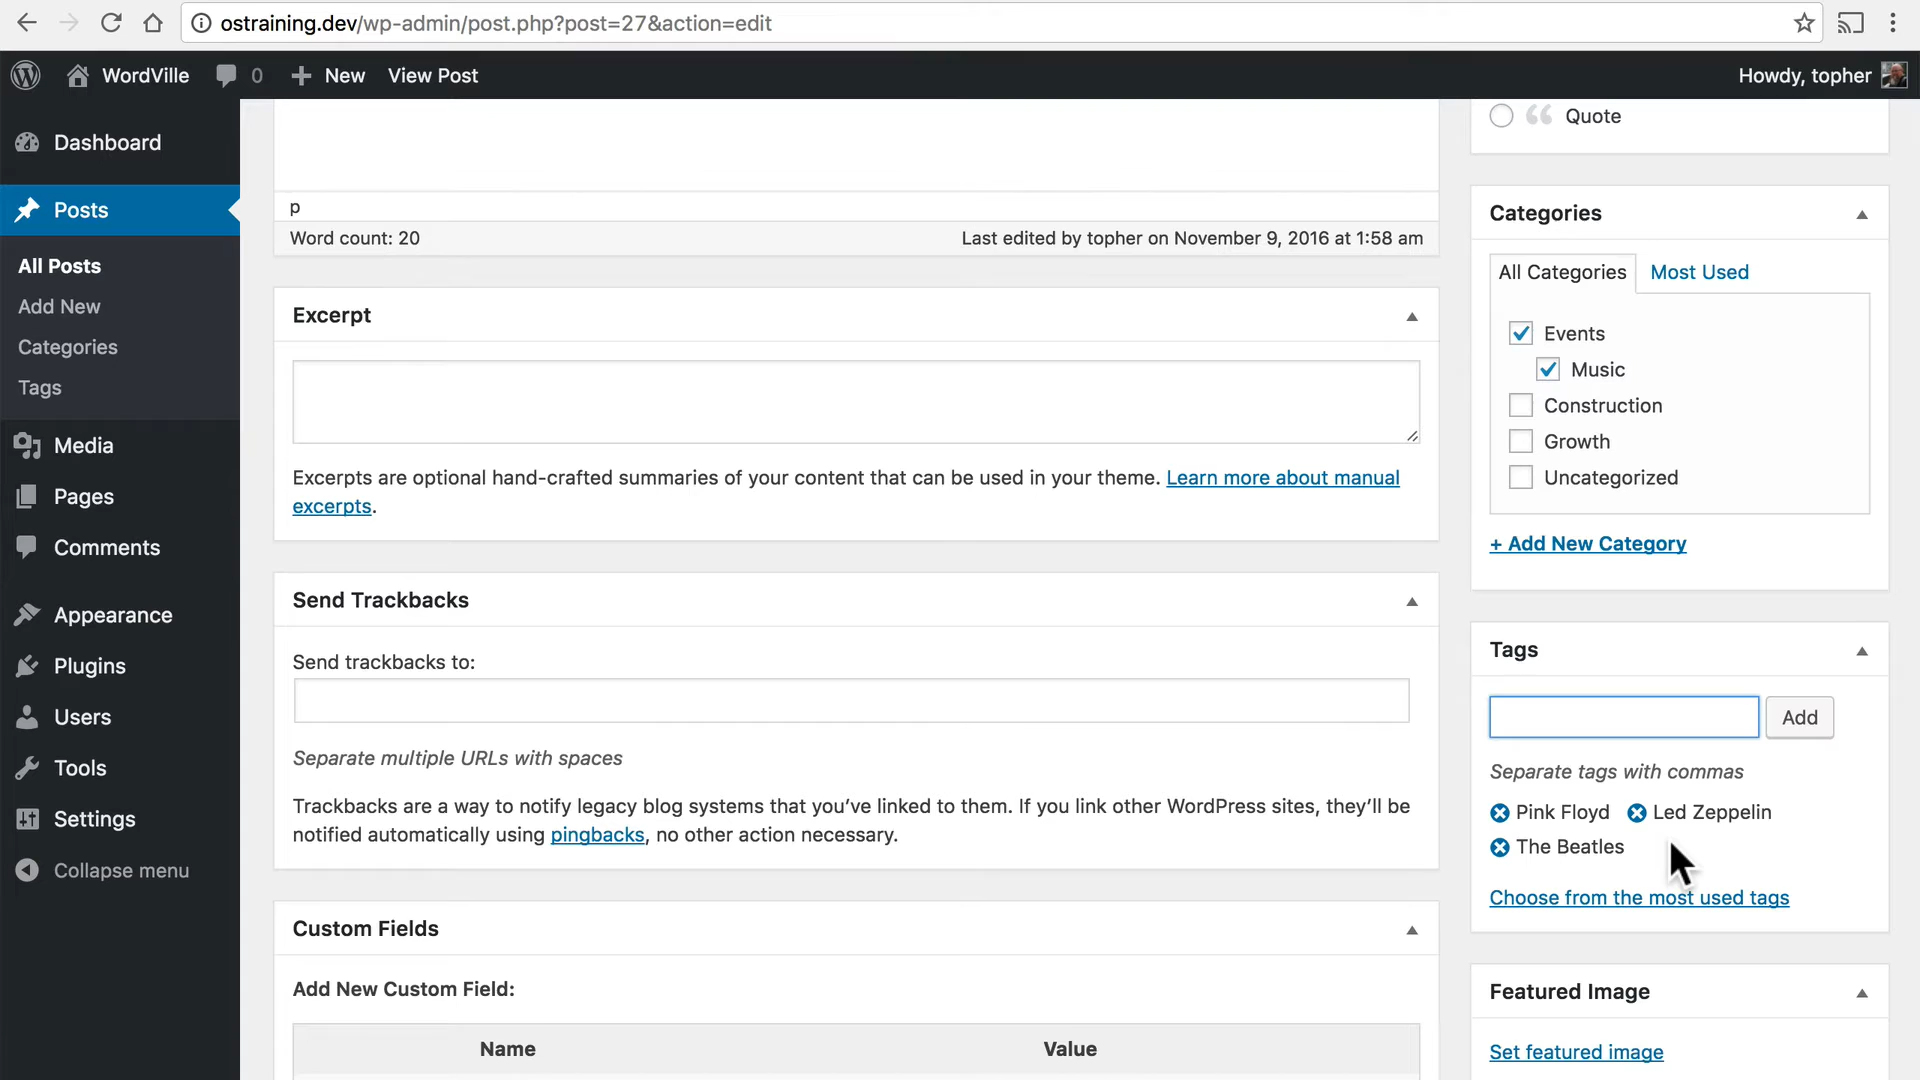 ostraining.dev/wp-admin/post.php?post=27&action=edit
WordVille 0 New View Post Howdy, topher
Dashboard
Posts
All Posts
Add New
Categories
Tags
Media
Pages
Comments
Appearance
Plugins
Users
Tools
Settings
Collapse menu
p
Word count: 20 Last edited by topher on November 9, 2016 at 1:58 am
Excerpt
Excerpts are optional hand-crafted summaries of your content that can be used in your theme. Learn more about manual
excerpts.
Send Trackbacks
Send trackbacks to:
Separate multiple URLs with spaces
Trackbacks are a way to notify legacy blog systems that you've linked to them. If you link other WordPress sites, they'll be
notified automatically using pingbacks, no other action necessary.
Custom Fields
Add New Custom Field:
Name Value
Quote
Categories
All Categories Most Used
Events
Music
Construction
Growth
Uncategorized
+ Add New Category
Tags
Add
Separate tags with commas
Pink Floyd Led Zeppelin
The Beatles
Choose from the most used tags
Featured Image
Set featured image